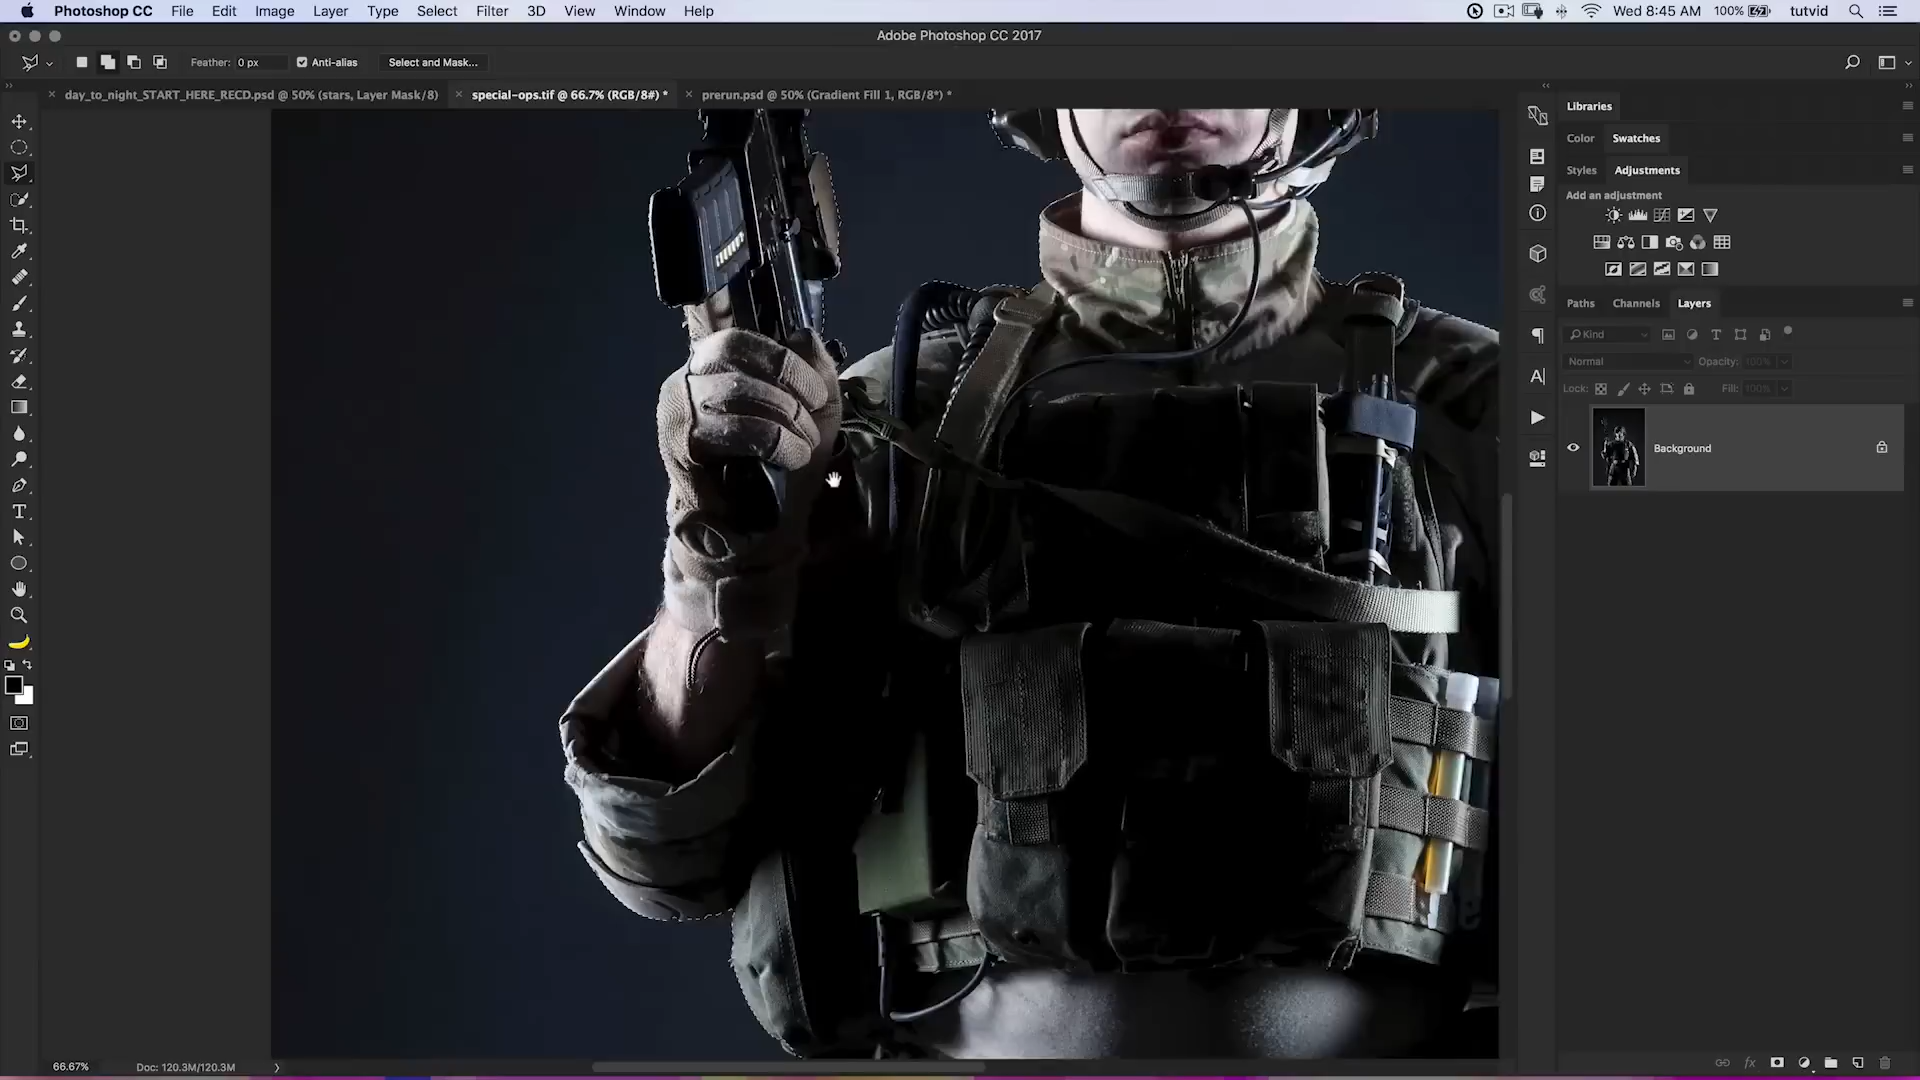 Photoshop CC File Edit Image Layer Type Select Filter 3D View Window Help Wed 8:45 AM 100% tutvid
Adobe Photoshop CC 2017
Feather: 0 px Anti-alias Select and Mask...
day_to_night_START_HERE_RECD.psd @ 50% (stars, Layer Mask/8)
special-ops.tif @ 66.7% (RGB/8#) *
prerun.psd @ 50% (Gradient Fill 1, RGB/8*) *
Libraries
Color Swatches
Styles Adjustments
Add an adjustment
Paths Channels Layers
Kind
Normal Opacity: 100%
Lock: Fill: 100%
Background
66.67% Doc: 120.3M/120.3M